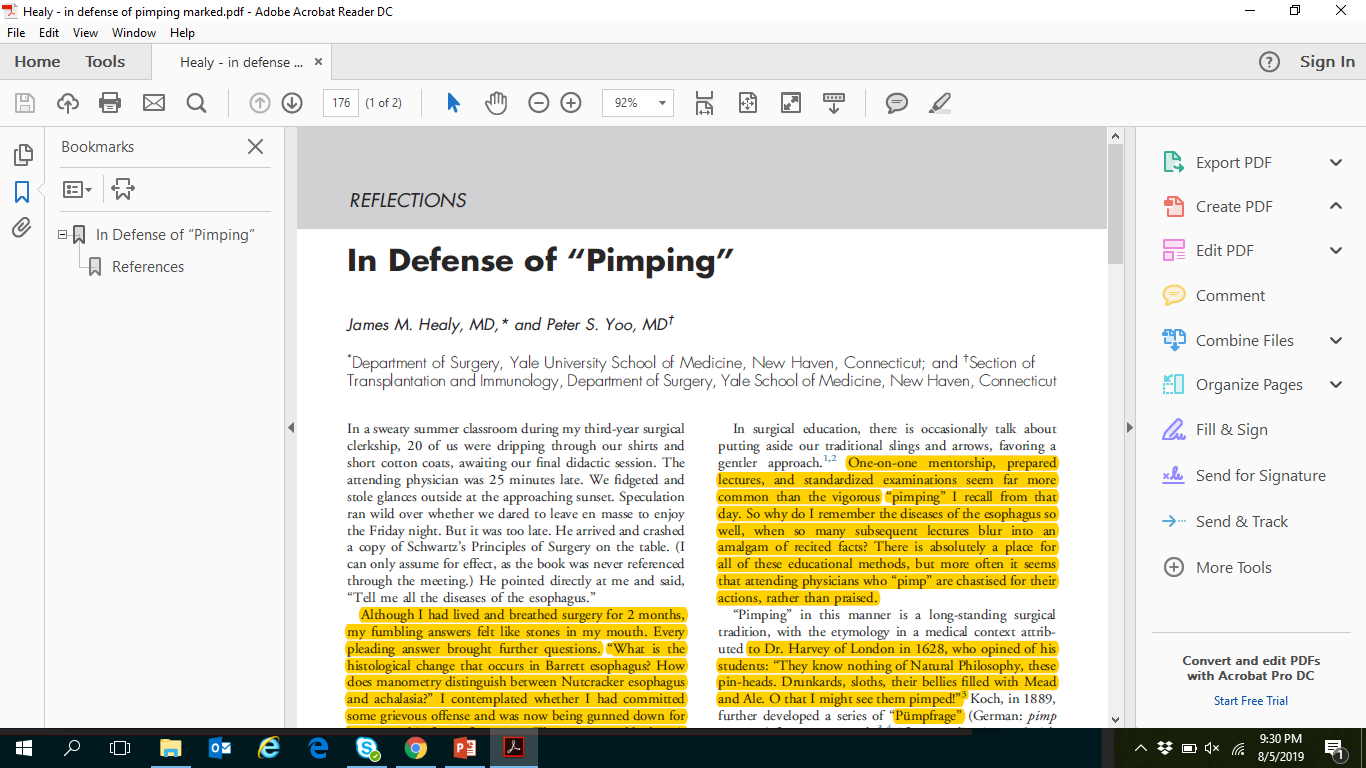 Healy - in defense of pimping marked.pdf - Adobe Acrobat Reader DC
File Edit View Window Help
Home Tools Healy - in defense ... × Sign In
176 (1 of 2) 92%
Bookmarks
In Defense of “Pimping”
References
REFLECTIONS
In Defense of “Pimping”
James M. Healy, MD,* and Peter S. Yoo, MD†
*Department of Surgery, Yale University School of Medicine, New Haven, Connecticut; and †Section of
Transplantation and Immunology, Department of Surgery, Yale School of Medicine, New Haven, Connecticut
In a sweaty summer classroom during my third-year surgical
clerkship, 20 of us were dripping through our shirts and
short cotton coats, awaiting our final didactic session. The
attending physician was 25 minutes late. We fidgeted and
stole glances outside at the approaching sunset. Speculation
ran wild over whether we dared to leave en masse to enjoy
the Friday night. But it was too late. He arrived and crashed
a copy of Schwartz’s Principles of Surgery on the table. (I
can only assume for effect, as the book was never referenced
through the meeting.) He pointed directly at me and said,
“Tell me all the diseases of the esophagus.”
Although I had lived and breathed surgery for 2 months,
my fumbling answers felt like stones in my mouth. Every
pleading answer brought further questions. “What is the
histological change that occurs in Barrett esophagus? How
does manometry distinguish between Nutcracker esophagus
and achalasia?” I contemplated whether I had committed
some grievous offense and was now being gunned down for
In surgical education, there is occasionally talk about
putting aside our traditional slings and arrows, favoring a
gentler approach.1,2 One-on-one mentorship, prepared
lectures, and standardized examinations seem far more
common than the vigorous “pimping” I recall from that
day. So why do I remember the diseases of the esophagus so
well, when so many subsequent lectures blur into an
amalgam of recited facts? There is absolutely a place for
all of these educational methods, but more often it seems
that attending physicians who “pimp” are chastised for their
actions, rather than praised.
“Pimping” in this manner is a long-standing surgical
tradition, with the etymology in a medical context attrib-
uted to Dr. Harvey of London in 1628, who opined of his
students: “They know nothing of Natural Philosophy, these
pin-heads. Drunkards, sloths, their bellies filled with Mead
and Ale. O that I might see them pimped!”3 Koch, in 1889,
further developed a series of “Pümpfrage” (German: pimp
Export PDF
Create PDF
Edit PDF
Comment
Combine Files
Organize Pages
Fill & Sign
Send for Signature
Send & Track
More Tools
Convert and edit PDFs
with Acrobat Pro DC
Start Free Trial
9:30 PM
8/5/2019
1